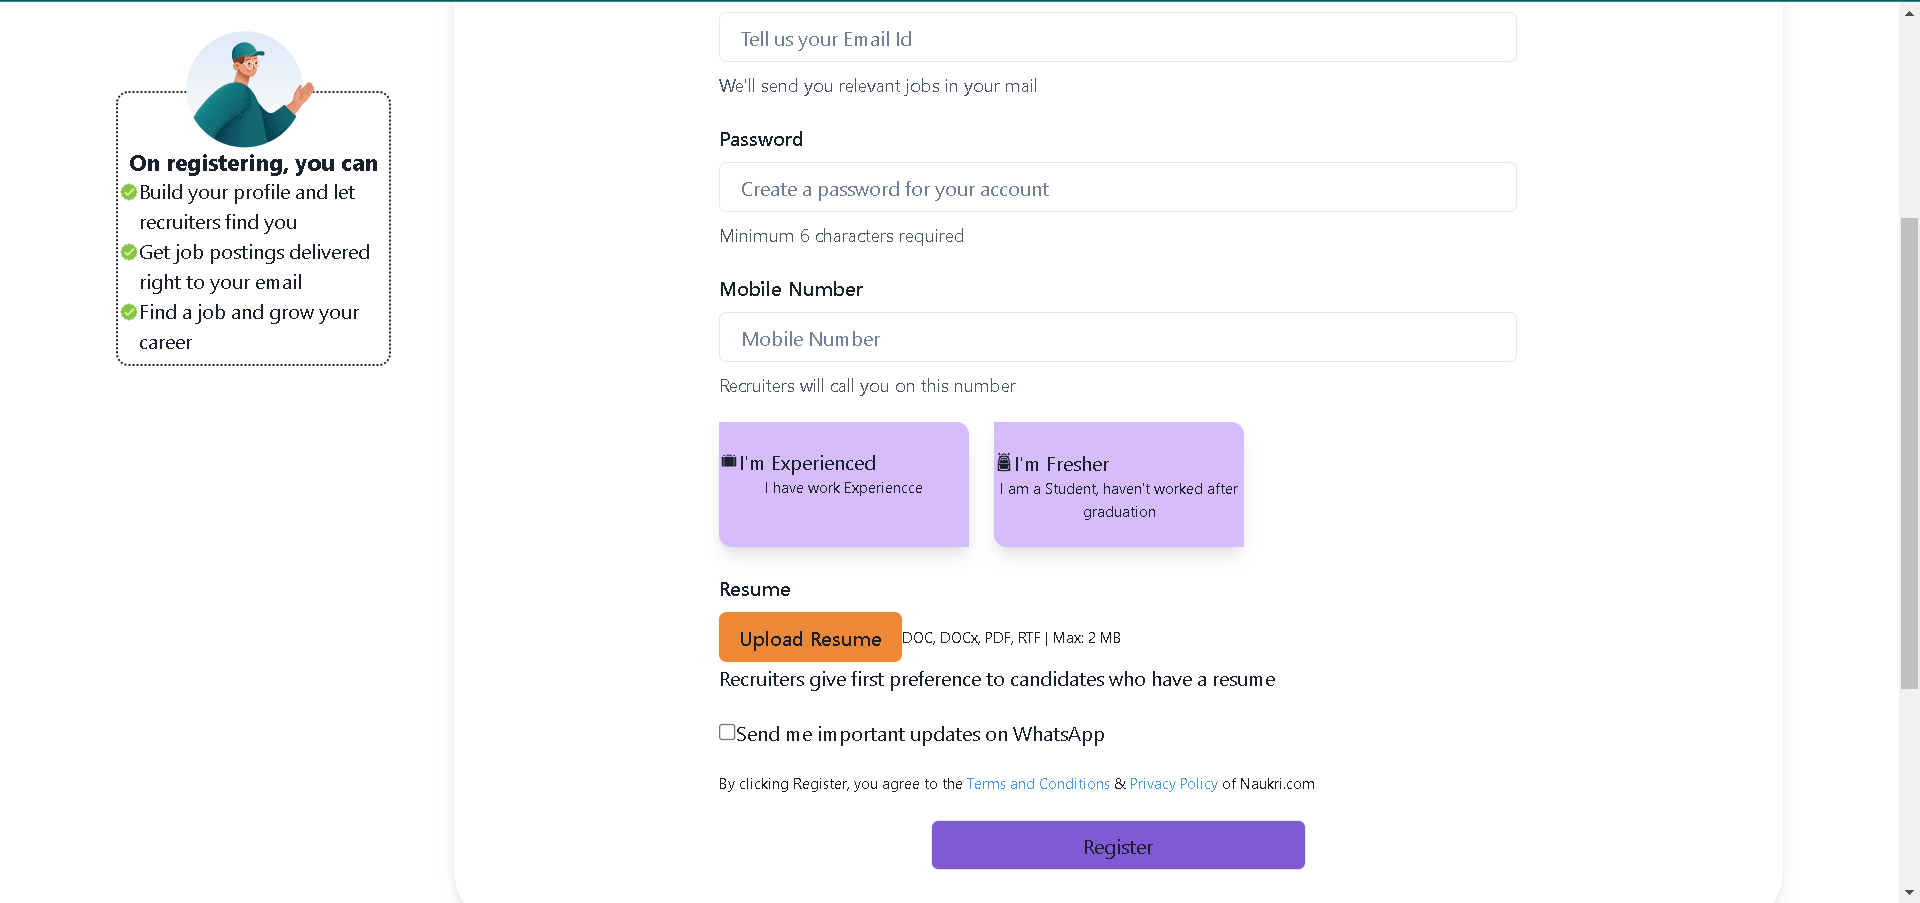 On registering, you can
Build your profile and let
recruiters find you
Get job postings delivered
right to your email
Find a job and grow your
career
Tell us your Email Id
We'll send you relevant jobs in your mail
Password
Create a password for your account
Minimum 6 characters required
Mobile Number
Mobile Number
Recruiters will call you on this number
I'm Experienced
I have work Experiencce
I'm Fresher
I am a Student, haven't worked after
graduation
Resume
Upload Resume DOC, DOCx, PDF, RTF | Max: 2 MB
Recruiters give first preference to candidates who have a resume
Send me important updates on WhatsApp
By clicking Register, you agree to the Terms and Conditions & Privacy Policy of Naukri.com
Register